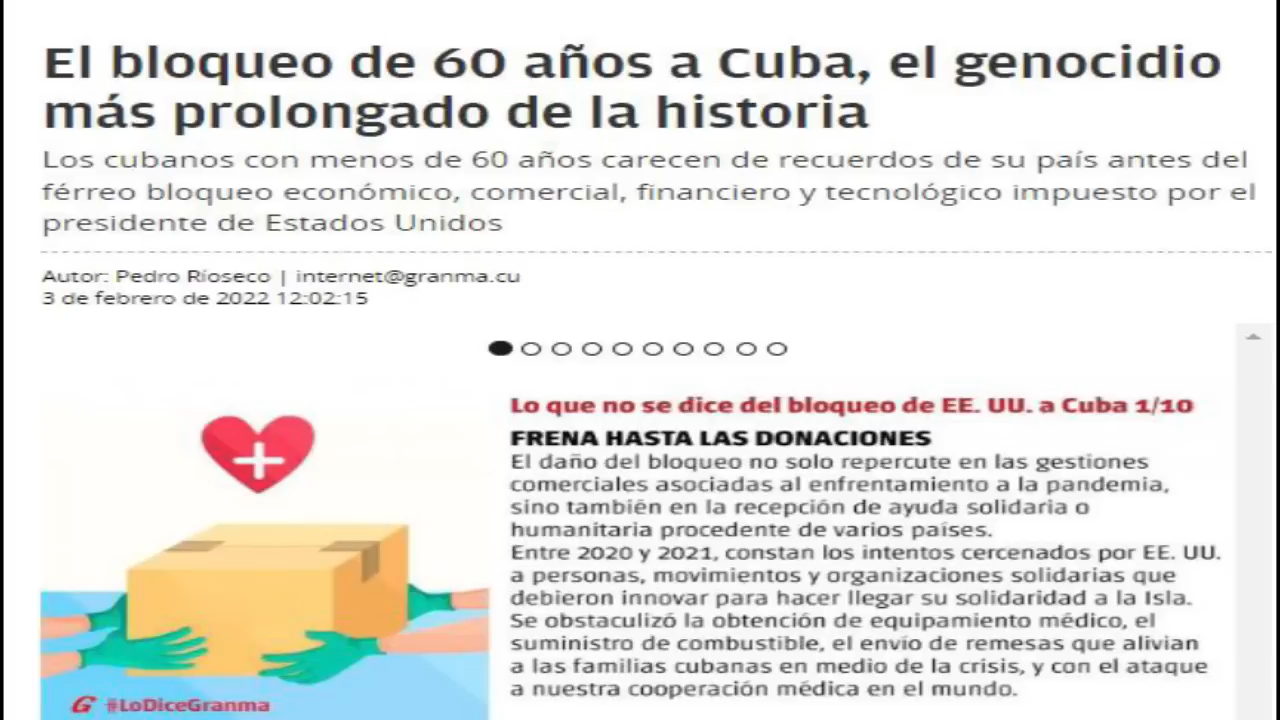 El bloqueo de 60 años a Cuba, el genocidio
más prolongado de la historia
Los cubanos con menos de 60 años carecen de recuerdos de su país antes del
férreo bloqueo económico, comercial, financiero y tecnológico impuesto por el
presidente de Estados Unidos
Autor: Pedro Ríoseco | internet@granma.cu
3 de febrero de 2022 12:02:15
Lo que no se dice del bloqueo de EE. UU. a Cuba 1/10
FRENA HASTA LAS DONACIONES
El daño del bloqueo no solo repercute en las gestiones
comerciales asociadas al enfrentamiento a la pandemia,
sino también en la recepción de ayuda solidaria o
humanitaria procedente de varios países.
Entre 2020 y 2021, constan los intentos cercenados por EE. UU.
a personas, movimientos y organizaciones solidarias que
debieron innovar para hacer llegar su solidaridad a la Isla.
Se obstaculizó la obtención de equipamiento médico, el
suministro de combustible, el envío de remesas que alivian
a las familias cubanas en medio de la crisis, y con el ataque
a nuestra cooperación médica en el mundo.
G #LoDiceGranma